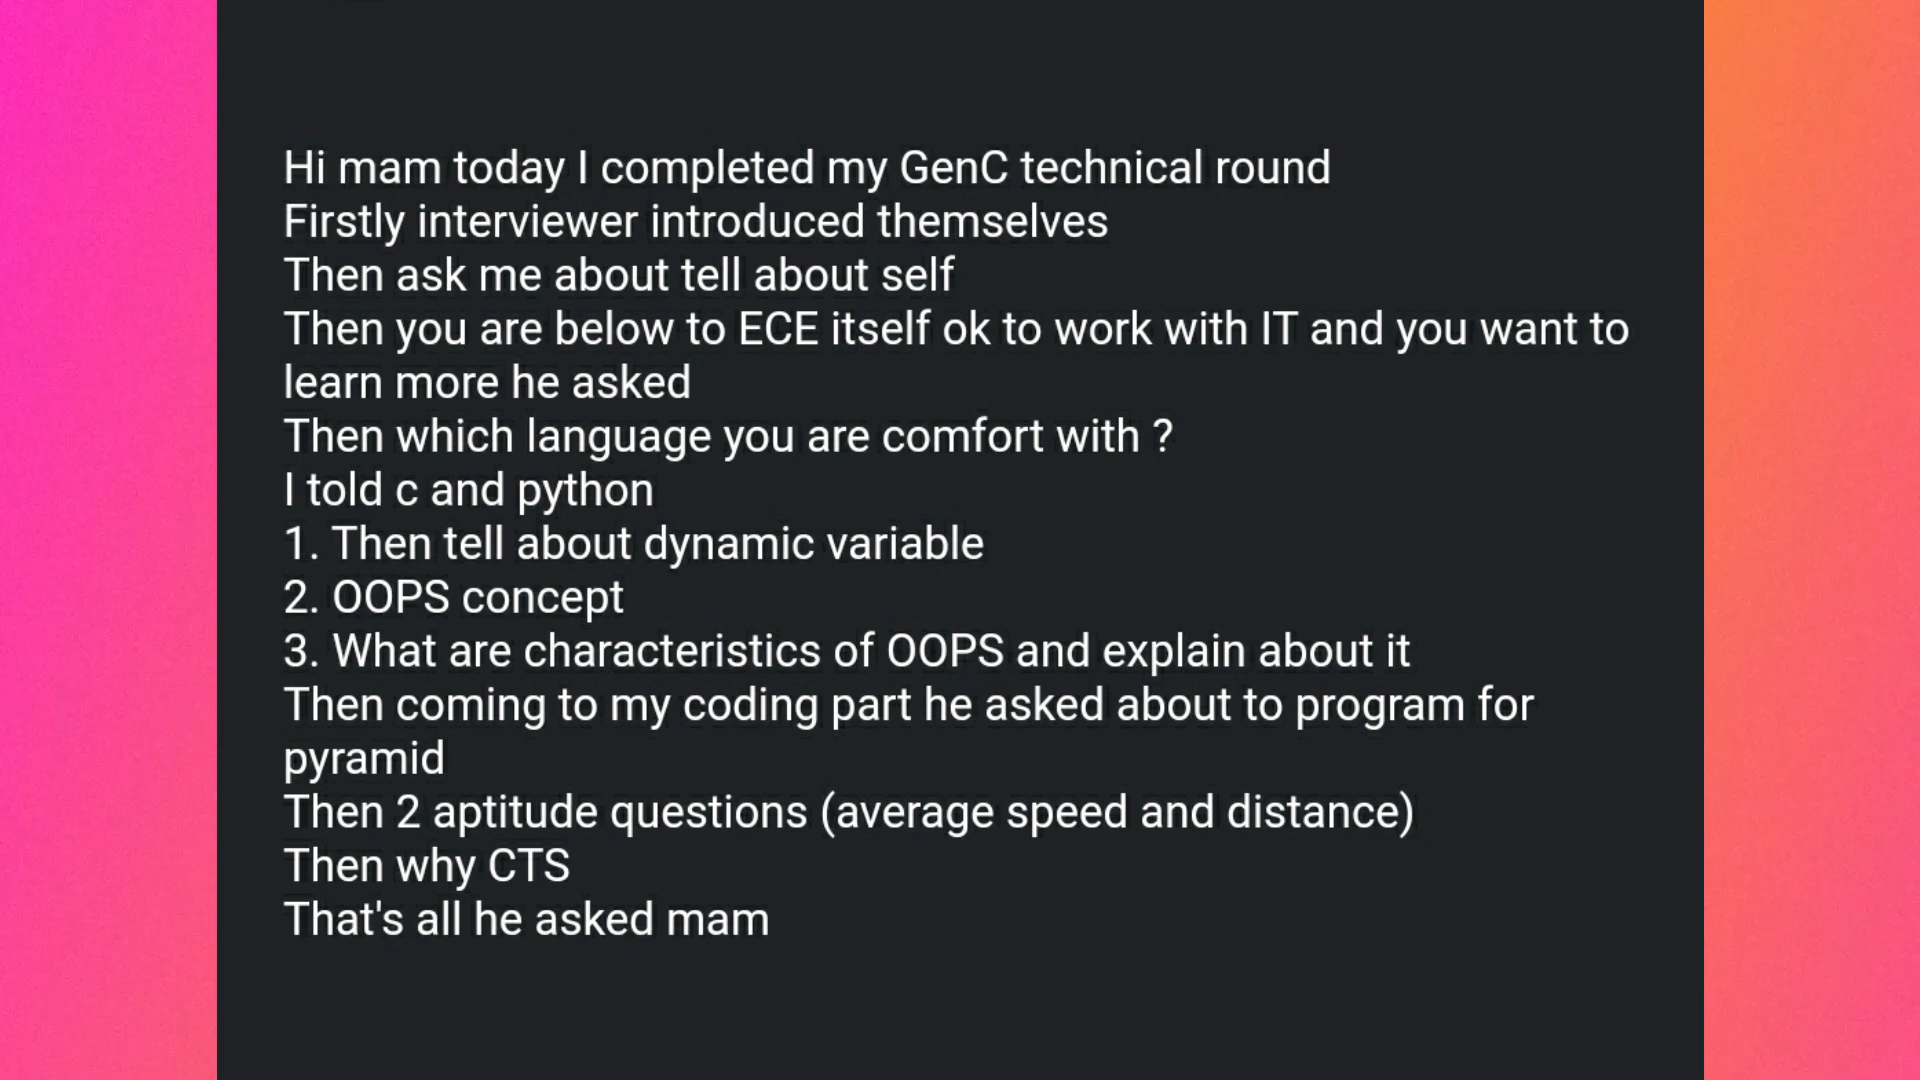 Hi mam today I completed my GenC technical round
Firstly interviewer introduced themselves
Then ask me about tell about self
Then you are below to ECE itself ok to work with IT and you want to
learn more he asked
Then which language you are comfort with ?
I told c and python
1. Then tell about dynamic variable
2. OOPS concept
3. What are characteristics of OOPS and explain about it
Then coming to my coding part he asked about to program for
pyramid
Then 2 aptitude questions (average speed and distance)
Then why CTS
That's all he asked mam